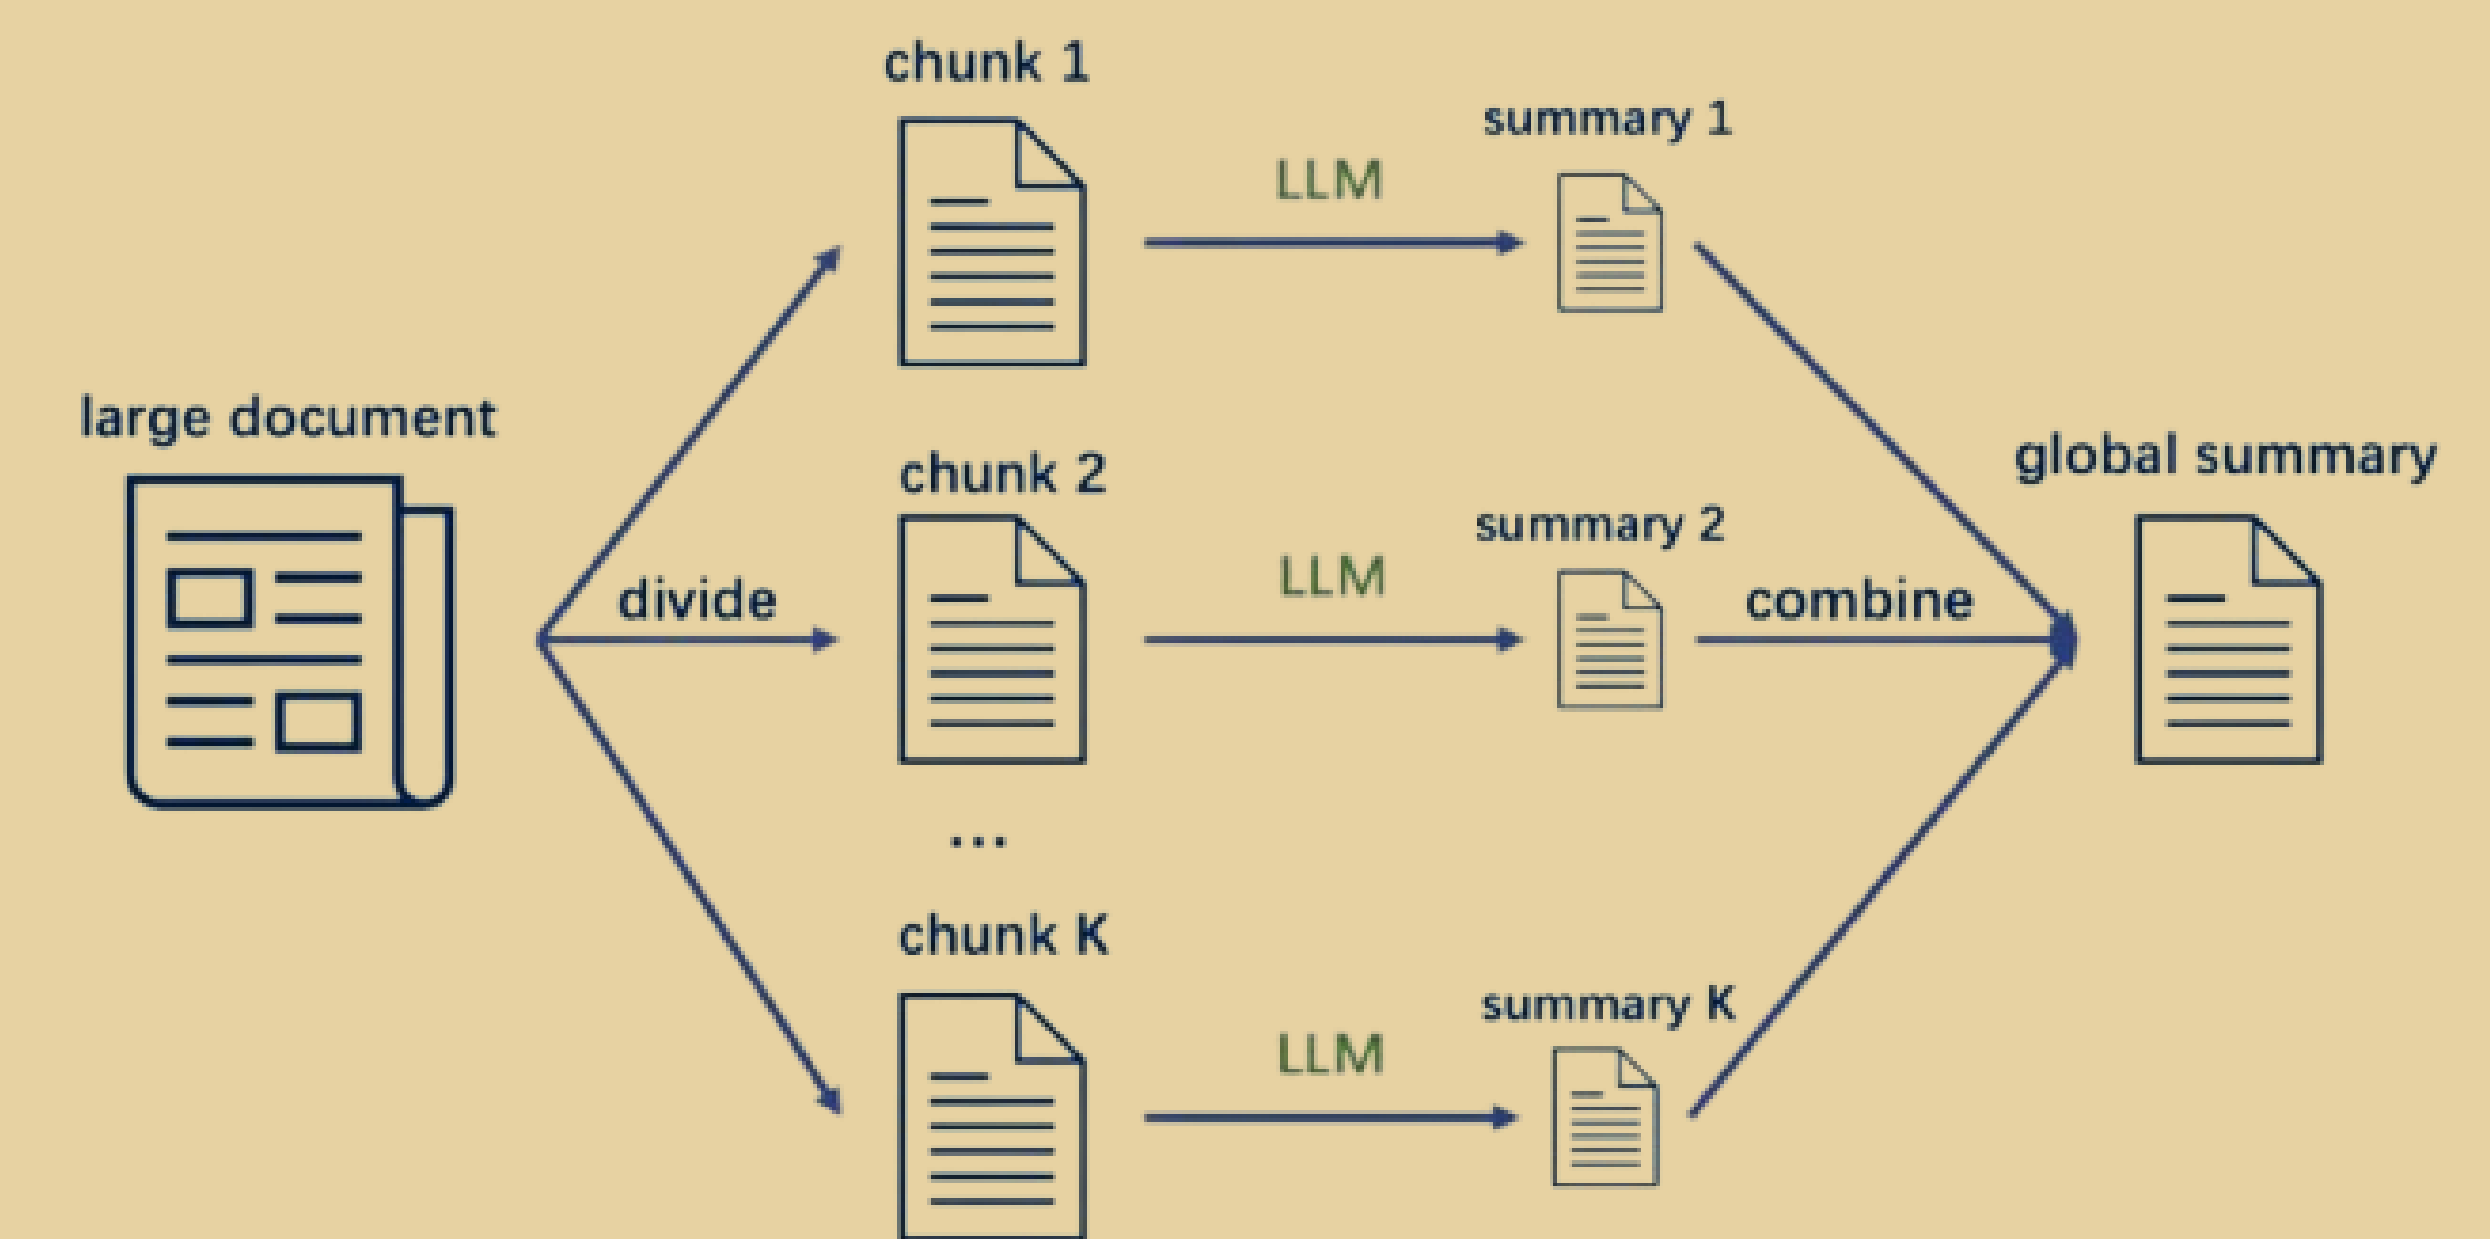 large document
divide
chunk 1
LLM
summary 1
chunk 2
LLM
summary 2
...
chunk K
LLM
summary K
combine
global summary